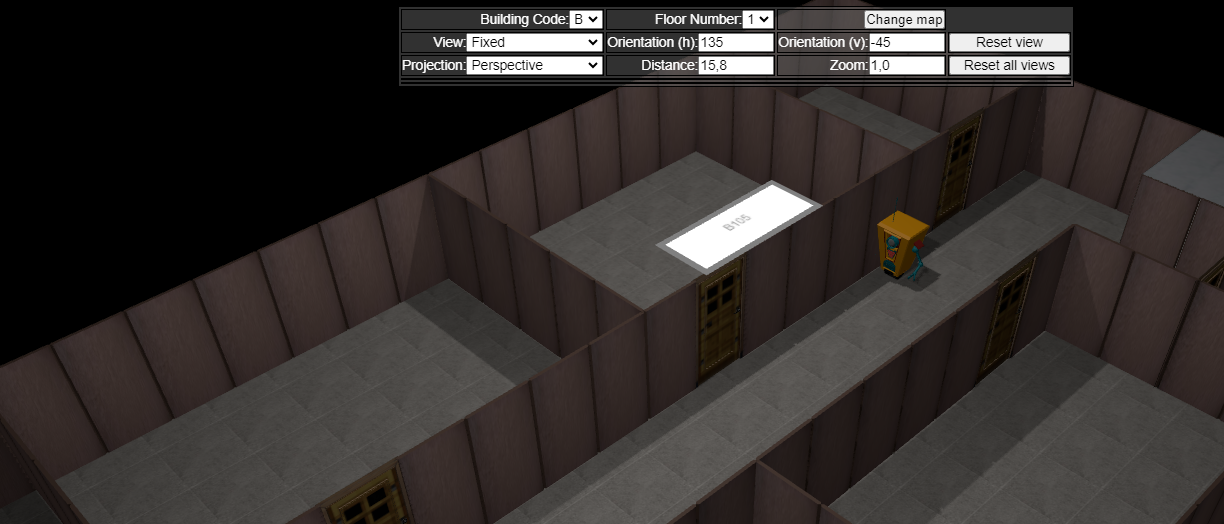 Building Code: B Floor Number: 1 Change map
View: Fixed Orientation (h): 135 Orientation (v): -45 Reset view
Projection: Perspective Distance: 15,8 Zoom: 1,0 Reset all views
B105